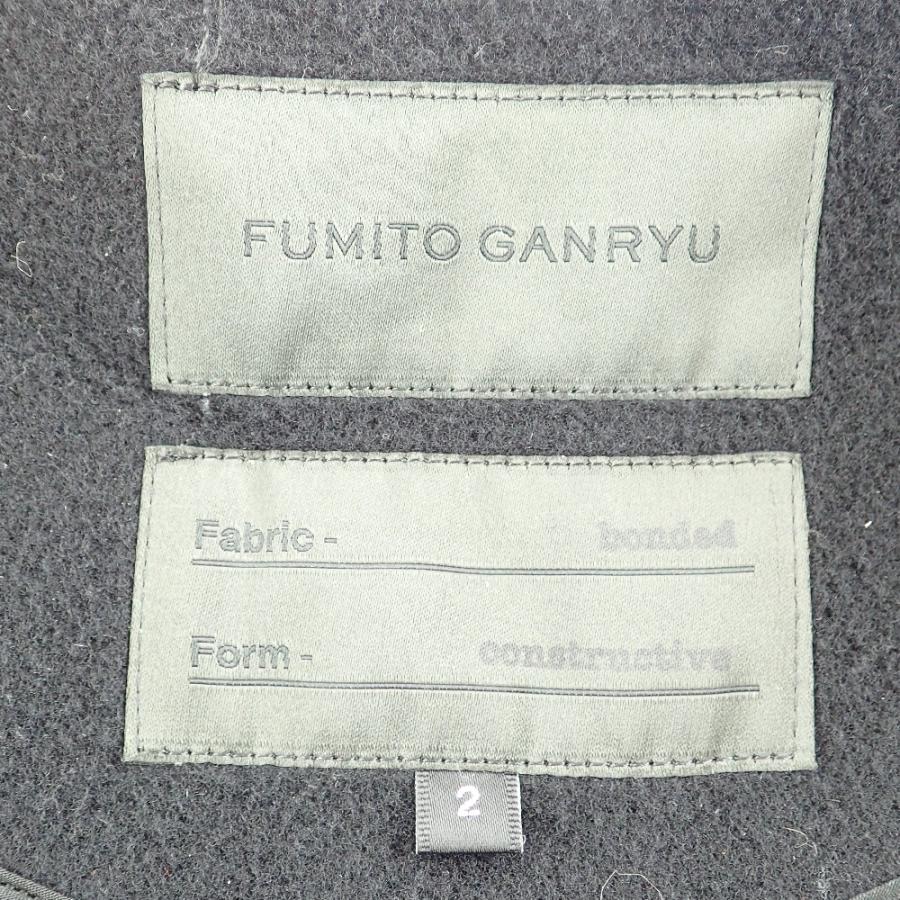 FUMITO GANRYU
Fabric - bonded
Form - constructive
2